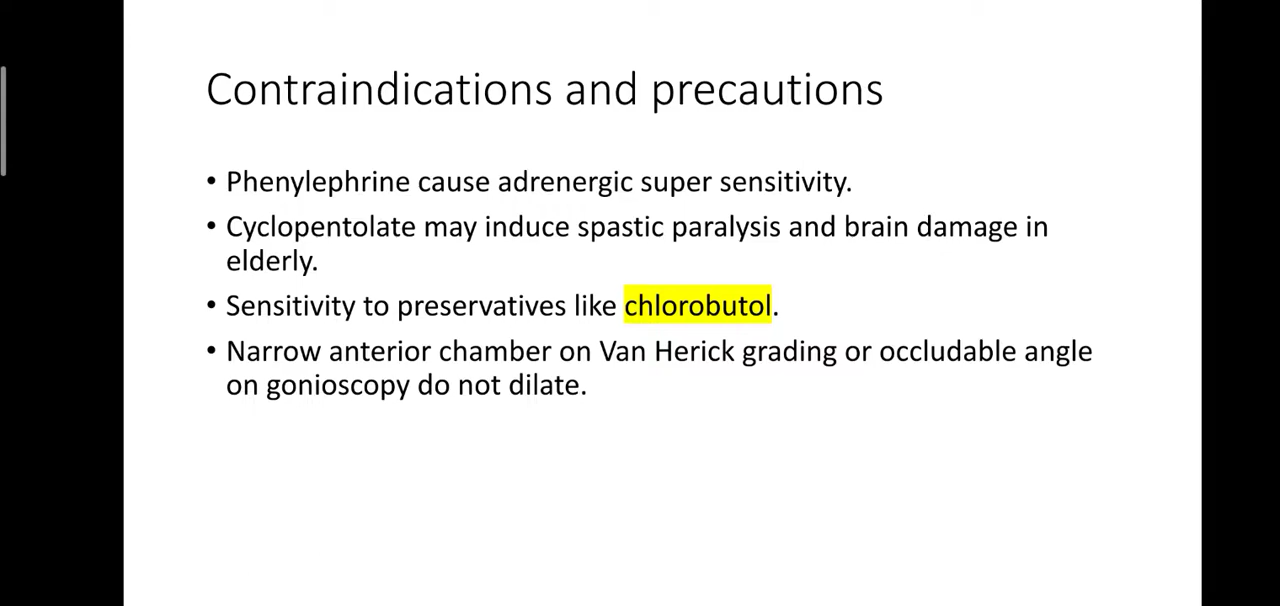 Contraindications and precautions
• Phenylephrine cause adrenergic super sensitivity.
• Cyclopentolate may induce spastic paralysis and brain damage in
elderly.
• Sensitivity to preservatives like chlorobutol.
• Narrow anterior chamber on Van Herick grading or occludable angle
on gonioscopy do not dilate.